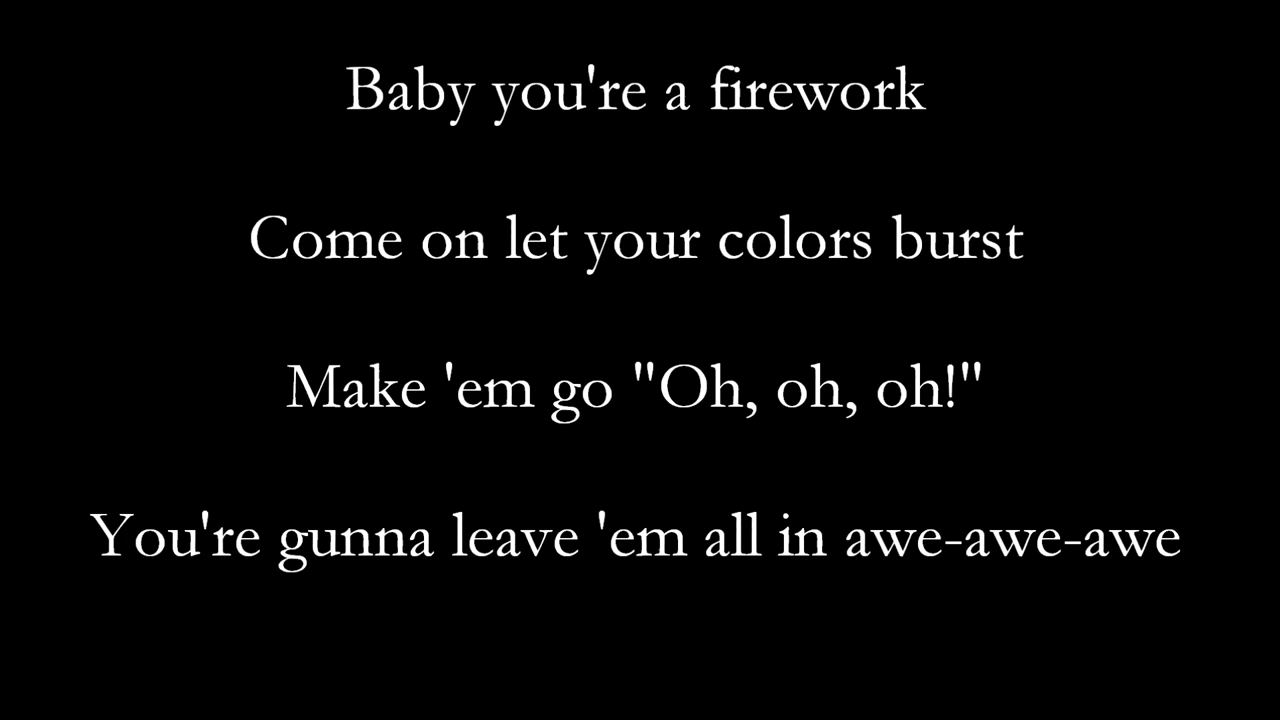 Baby you're a firework
Come on let your colors burst
Make 'em go "Oh, oh, oh!"
You're gunna leave 'em all in awe-awe-awe